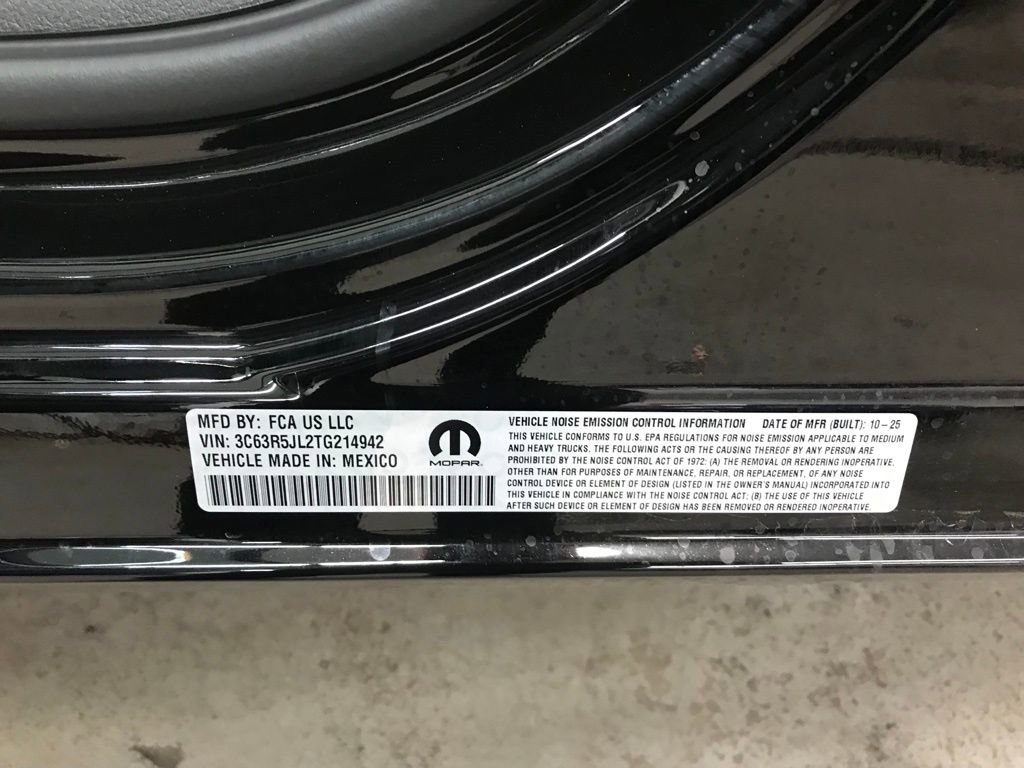 MFD BY: FCA US LLC
VIN: 3C63R5JL2TG214942
VEHICLE MADE IN: MEXICO
MOPAR
VEHICLE NOISE EMISSION CONTROL INFORMATION DATE OF MFR (BUILT): 10-25
THIS VEHICLE CONFORMS TO U.S. EPA REGULATIONS FOR NOISE EMISSION APPLICABLE TO MEDIUM
AND HEAVY TRUCKS. THE FOLLOWING ACTS OR THE CAUSING THEREOF BY ANY PERSON ARE
PROHIBITED BY THE NOISE CONTROL ACT OF 1972: (A) THE REMOVAL OR RENDERING INOPERATIVE.
OTHER THAN FOR PURPOSES OF MAINTENANCE, REPAIR, OR REPLACEMENT, OF ANY NOISE
CONTROL DEVICE OR ELEMENT OF DESIGN (LISTED IN THE OWNER'S MANUAL) INCORPORATED INTO
THIS VEHICLE IN COMPLIANCE WITH THE NOISE CONTROL ACT: (B) THE USE OF THIS VEHICLE
AFTER SUCH DEVICE OR ELEMENT OF DESIGN HAS BEEN REMOVED OR RENDERED INOPERATIVE.